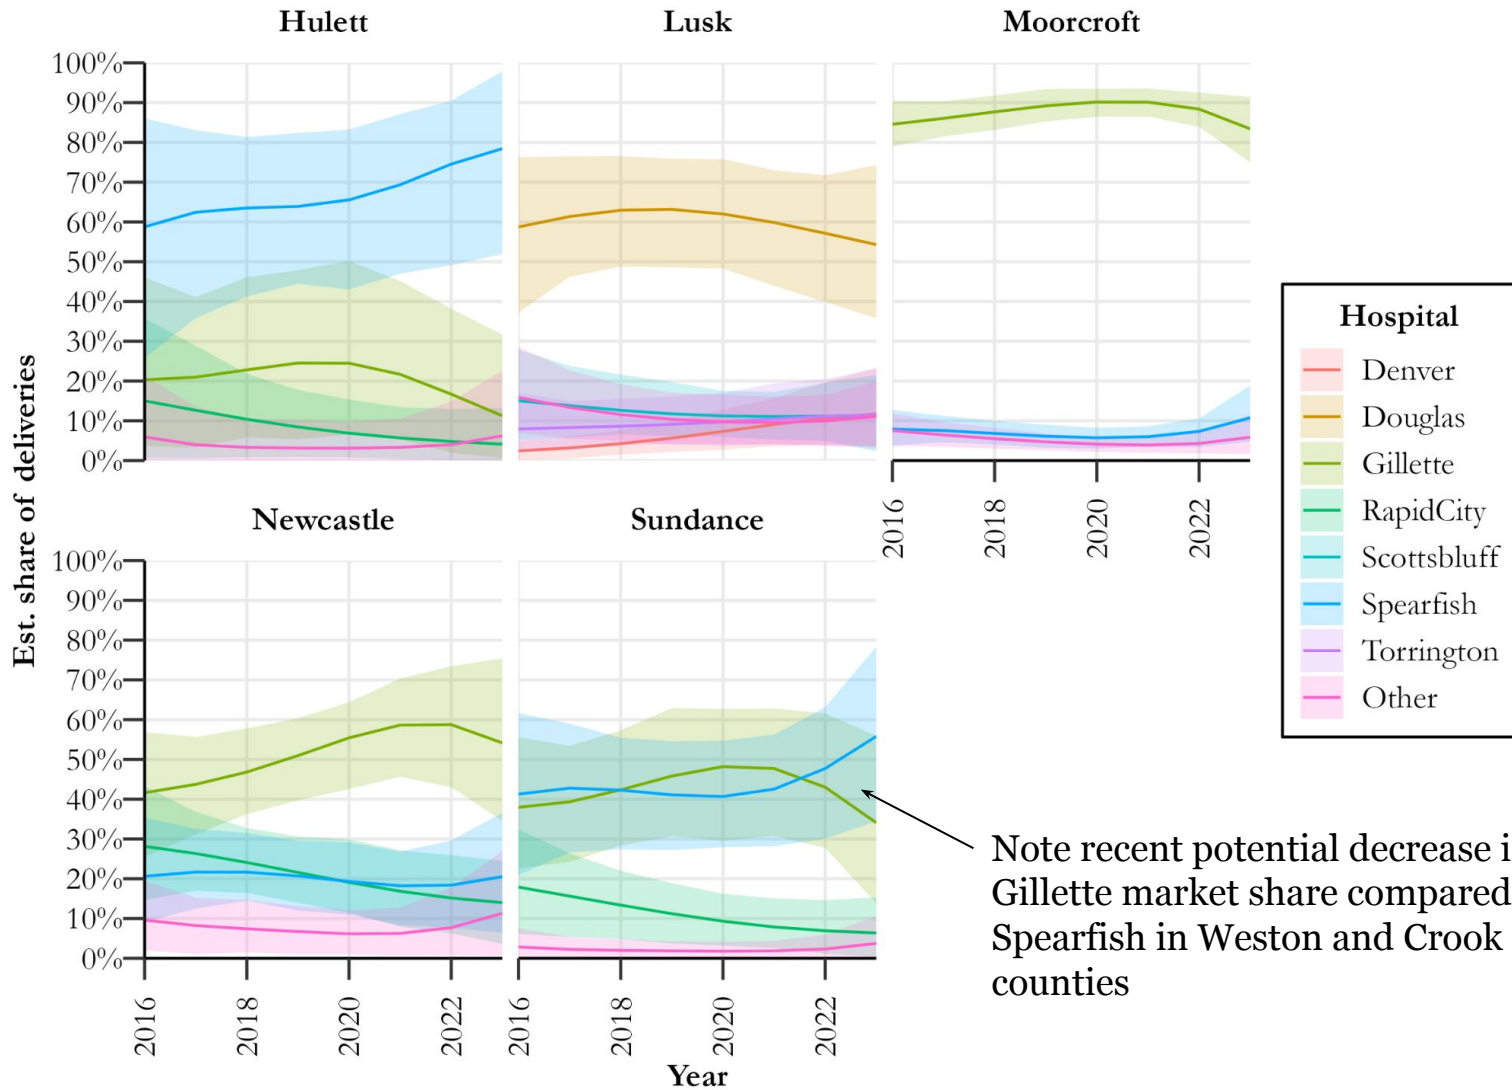 Hulett
Lusk
Moorcroft
100%
90%
80%
70%
60%
50%
40%
30%
20%
10%
0%
2016
2018
2020
2022
Newcastle
Sundance
100%
90%
80%
70%
60%
50%
40%
30%
20%
10%
0%
2016
2018
2020
2022
2016
2018
2020
2022
Year
Est. share of deliveries
Hospital
Denver
Douglas
Gillette
RapidCity
Scottsbluff
Spearfish
Torrington
Other
Note recent potential decrease i
Gillette market share compared
Spearfish in Weston and Crook
counties